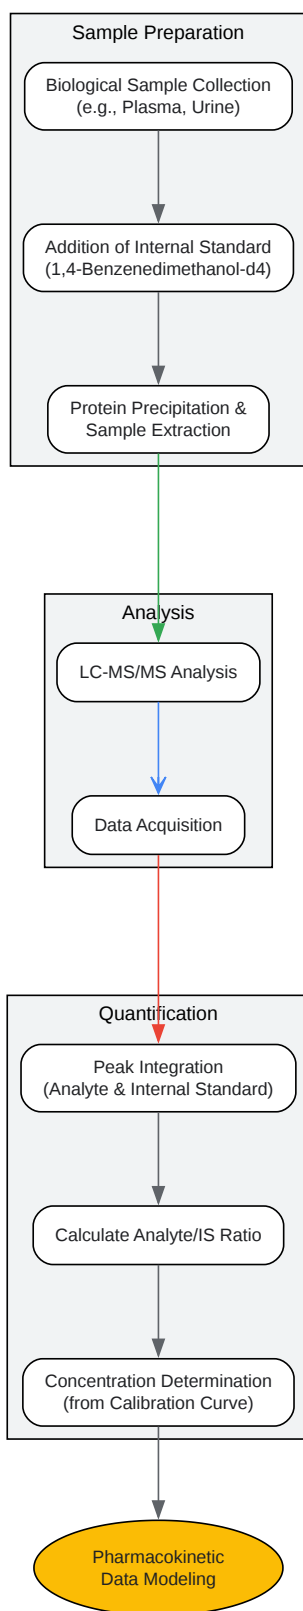 Sample Preparation
Biological Sample Collection
(e.g., Plasma, Urine)
Addition of Internal Standard
(1,4-Benzenedimethanol-d4)
Protein Precipitation &
Sample Extraction
Analysis
LC-MS/MS Analysis
Data Acquisition
Quantification
Peak Integration
(Analyte & Internal Standard)
Calculate Analyte/IS Ratio
Concentration Determination
(from Calibration Curve)
Pharmacokinetic
Data Modeling